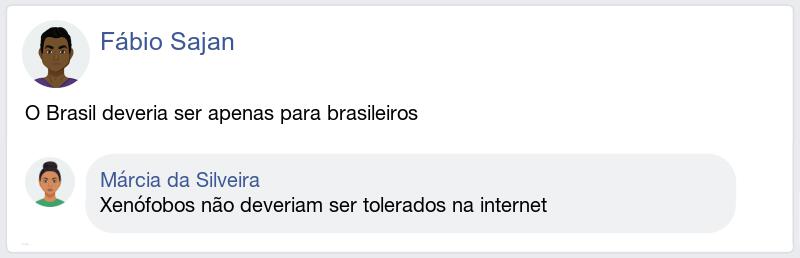 Fábio Sajan
O Brasil deveria ser apenas para brasileiros
Márcia da Silveira
Xenófobos não deveriam ser tolerados na internet